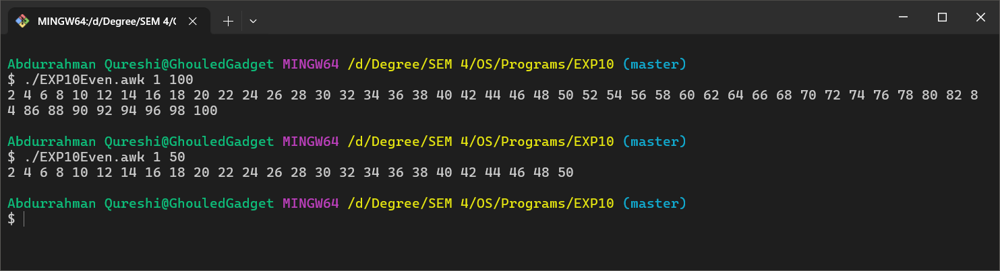 MINGW64:/d/Degree/SEM 4/
Abdurrahman Qureshi@GhouledGadget MINGW64 /d/Degree/SEM 4/OS/Programs/EXP10 (master)
$ ./EXP10Even.awk 1 100
2 4 6 8 10 12 14 16 18 20 22 24 26 28 30 32 34 36 38 40 42 44 46 48 50 52 54 56 58 60 62 64 66 68 70 72 74 76 78 80 82 8
4 86 88 90 92 94 96 98 100
Abdurrahman Qureshi@GhouledGadget MINGW64 /d/Degree/SEM 4/OS/Programs/EXP10 (master)
$ ./EXP10Even.awk 1 50
2 4 6 8 10 12 14 16 18 20 22 24 26 28 30 32 34 36 38 40 42 44 46 48 50
Abdurrahman Qureshi@GhouledGadget MINGW64 /d/Degree/SEM 4/OS/Programs/EXP10 (master)
$